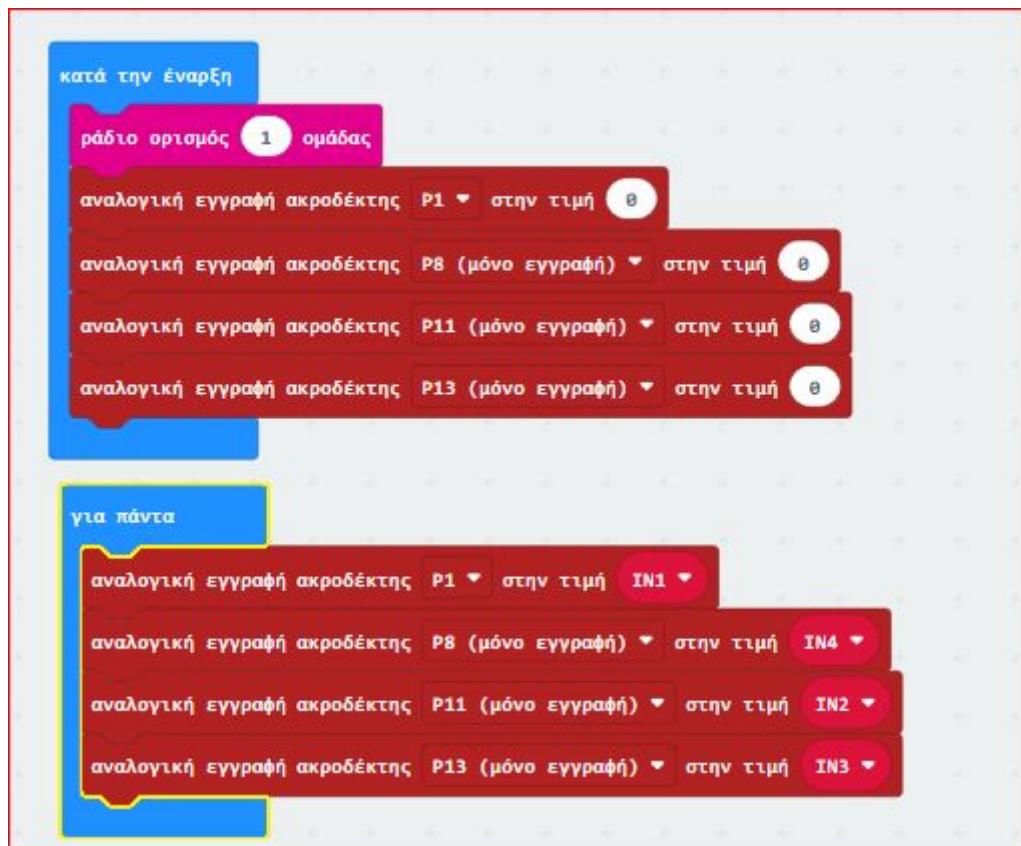 κατά την έναρξη
ράδιο ορισμός 1 ομάδας
αναλογική εγγραφή ακροδέκτης P1 στην τιμή 0
αναλογική εγγραφή ακροδέκτης P8 (μόνο εγγραφή) στην τιμή 0
αναλογική εγγραφή ακροδέκτης P11 (μόνο εγγραφή) στην τιμή 0
αναλογική εγγραφή ακροδέκτης P13 (μόνο εγγραφή) στην τιμή 0
για πάντα
αναλογική εγγραφή ακροδέκτης P1 στην τιμή IN1
αναλογική εγγραφή ακροδέκτης P8 (μόνο εγγραφή) στην τιμή IN4
αναλογική εγγραφή ακροδέκτης P11 (μόνο εγγραφή) στην τιμή IN2
αναλογική εγγραφή ακροδέκτης P13 (μόνο εγγραφή) στην τιμή IN3